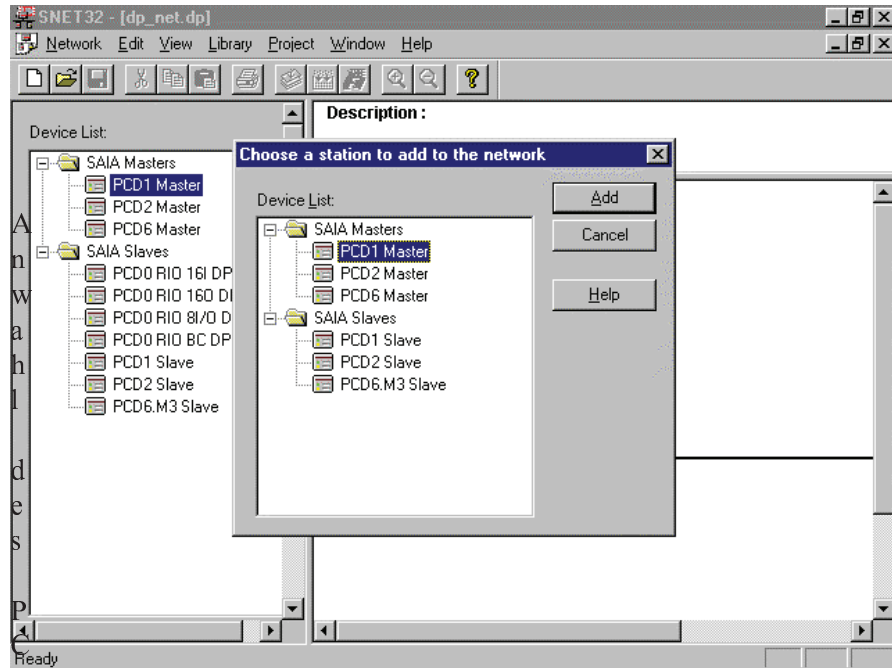 SNET32 - [dp_net.dp]
Network Edit View Library Project Window Help
Device List:
SAIA Masters
PCD1 Master
PCD2 Master
PCD6 Master
SAIA Slaves
PCD0 RIO 16I DP
PCD0 RIO 16O DI
PCD0 RIO 8I/O D
PCD0 RIO BC DP
PCD1 Slave
PCD2 Slave
PCD6.M3 Slave
Description :
Choose a station to add to the network
Device List:
SAIA Masters
PCD1 Master
PCD2 Master
PCD6 Master
SAIA Slaves
PCD1 Slave
PCD2 Slave
PCD6.M3 Slave
Add
Cancel
Help
A
n
w
a
h
l
d
e
s
P
C
Ready